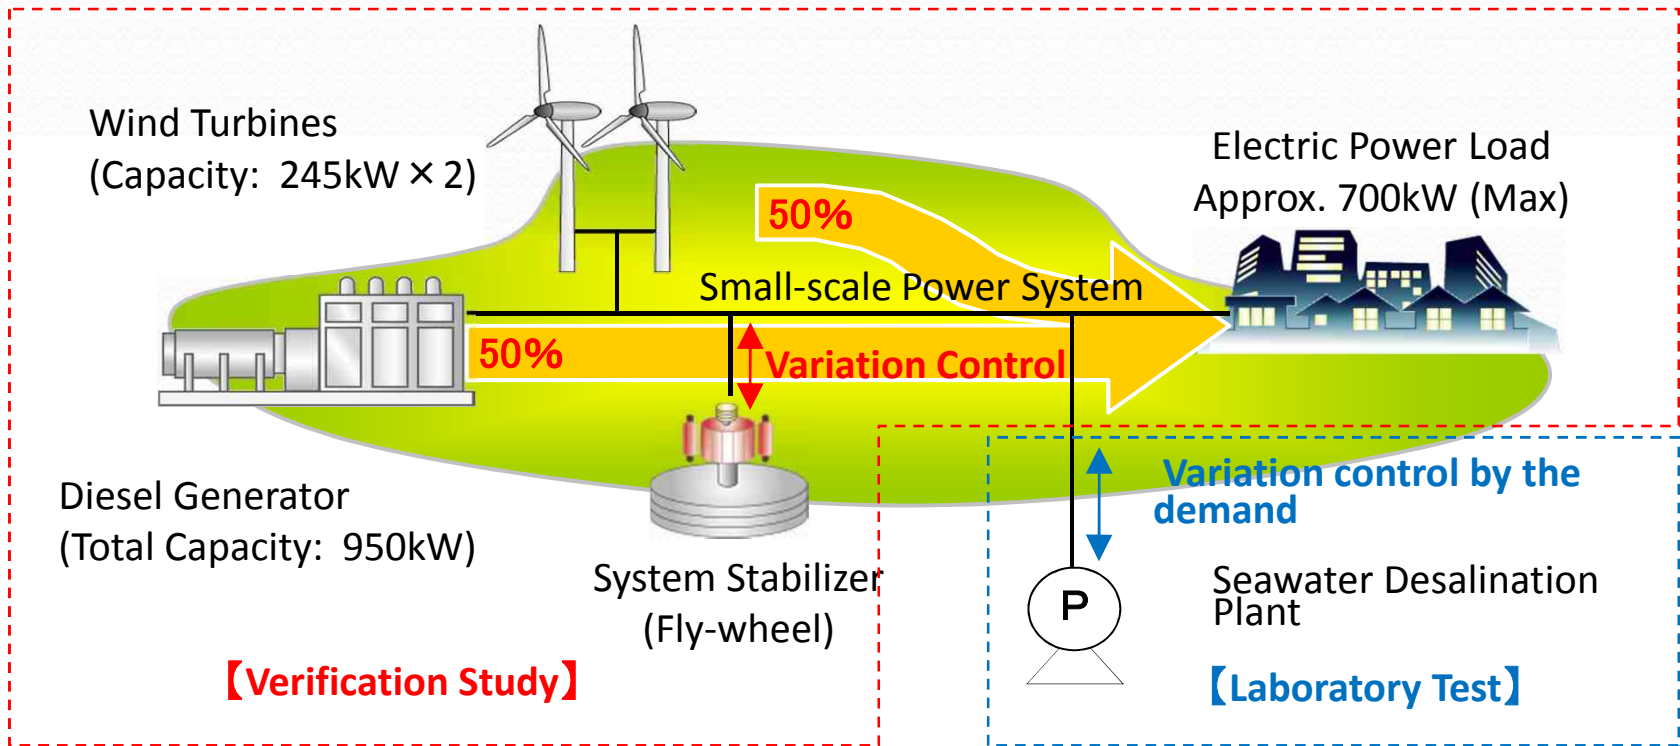 Wind Turbines
(Capacity: 245kW × 2)
Electric Power Load
Approx. 700kW (Max)
50%
Small-scale Power System
50%
Variation Control
Diesel Generator
(Total Capacity: 950kW)
System Stabilizer
(Fly-wheel)
Variation control by the
demand
P
Seawater Desalination
Plant
【Verification Study】
【Laboratory Test】